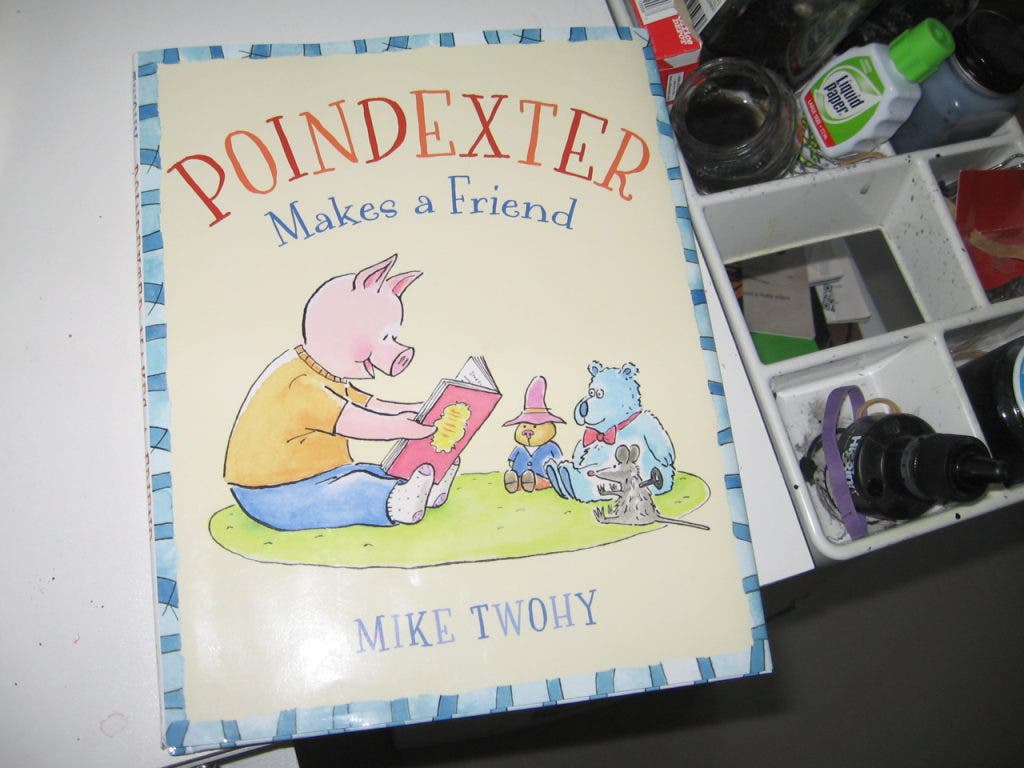 POINDEXTER
Makes a Friend
MIKE TWOHY
Liquid
Paper